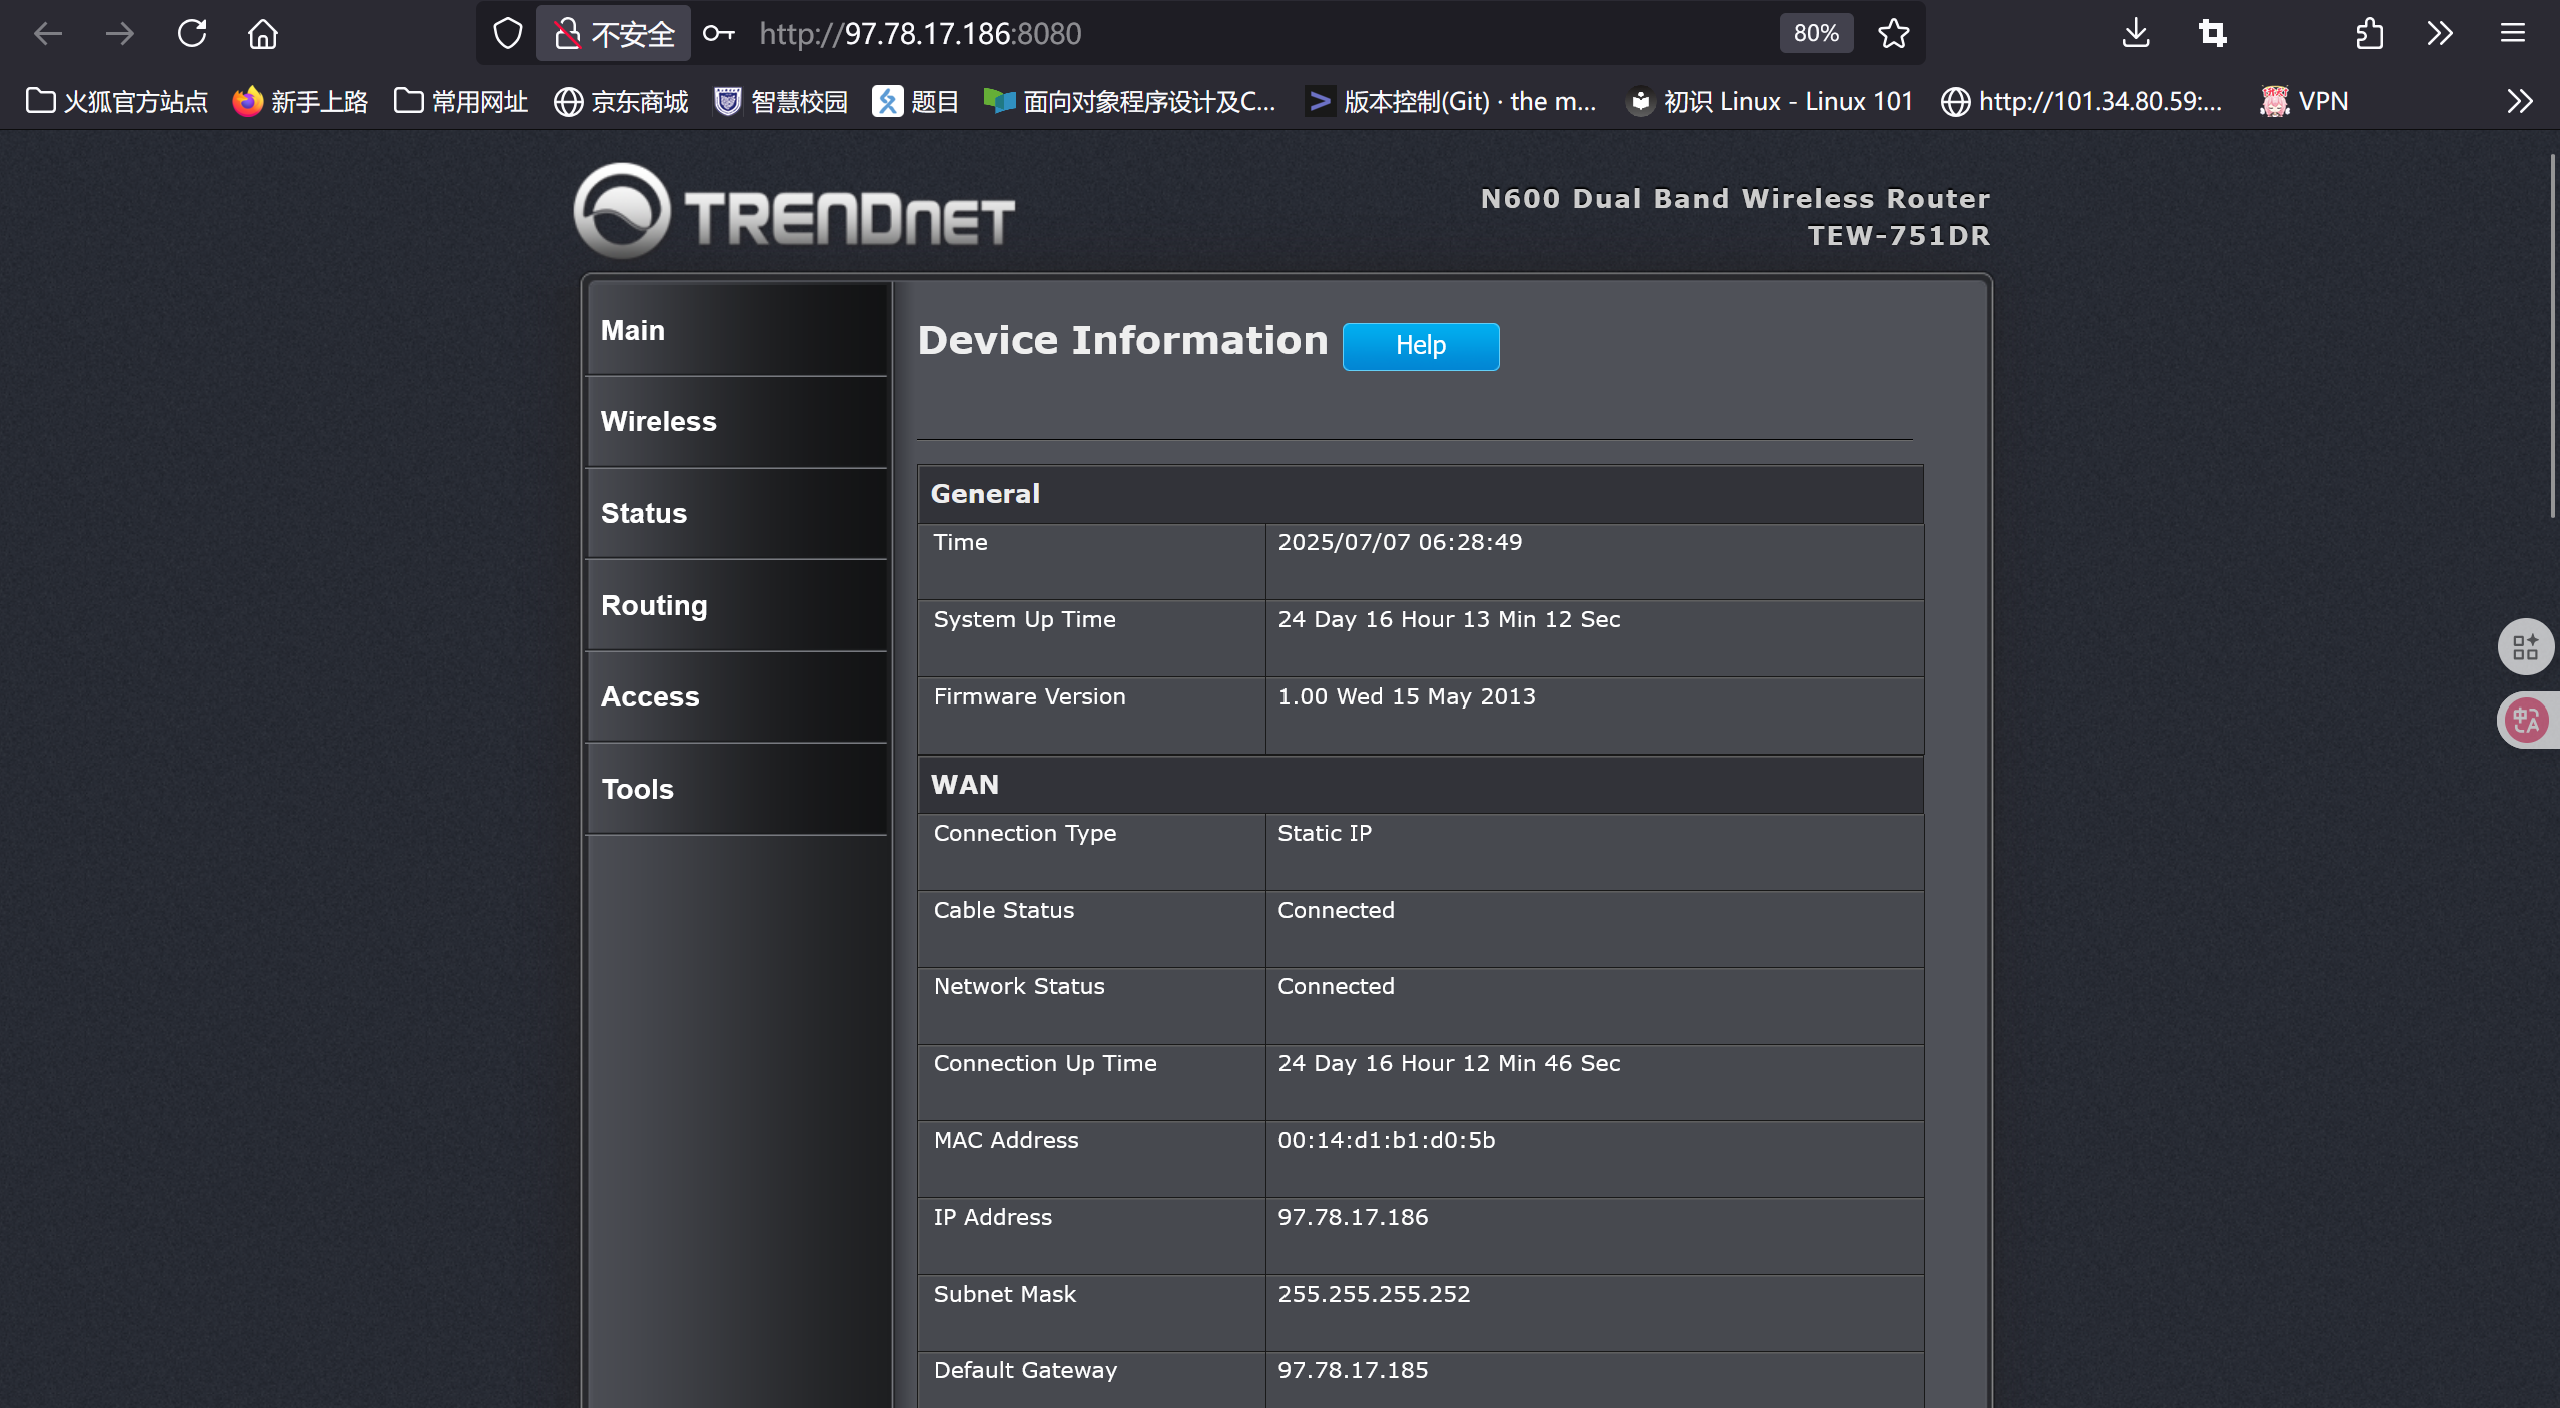 不安全
http://97.78.17.186:8080
80%
火狐官方站点
新手上路
常用网址
京东商城
智慧校园
题目
面向对象程序设计及C...
版本控制(Git) · the m...
初识 Linux - Linux 101
http://101.34.80.59:...
VPN
TRENDNET
N600 Dual Band Wireless Router
TEW-751DR
Main
Wireless
Status
Routing
Access
Tools
Device Information
Help
General
Time 2025/07/07 06:28:49
System Up Time 24 Day 16 Hour 13 Min 12 Sec
Firmware Version 1.00 Wed 15 May 2013
WAN
Connection Type Static IP
Cable Status Connected
Network Status Connected
Connection Up Time 24 Day 16 Hour 12 Min 46 Sec
MAC Address 00:14:d1:b1:d0:5b
IP Address 97.78.17.186
Subnet Mask 255.255.255.252
Default Gateway 97.78.17.185